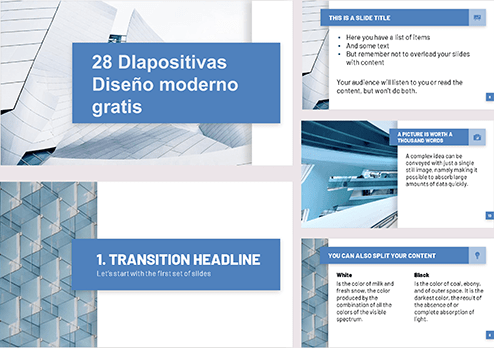 28 DIapositivas
Diseño moderno
gratis
1. TRANSITION HEADLINE
Let's start with the first set of slides
THIS IS A SLIDE TITLE
• Here you have a list of items
• And some text
• But remember not to overload your slides
with content
Your audience will listen to you or read the
content, but won't do both.
A PICTURE IS WORTH A
THOUSAND WORDS
A complex idea can be
conveyed with just a single
still image, namely making it
possible to absorb large
amounts of data quickly.
YOU CAN ALSO SPLIT YOUR CONTENT
White
Is the color of milk and
fresh snow, the color
produced by the
combination of all the
colors of the visible
spectrum.
Black
Is the color of coal, ebony,
and of outer space. It is the
darkest color, the result of
the absence of or
complete absorption of
light.